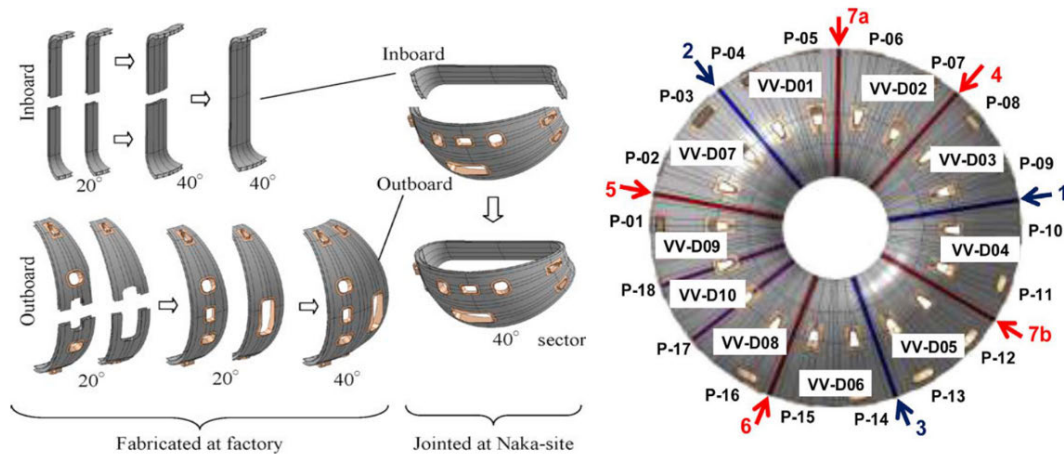 Inboard
20°
40°
40°
Outboard
20°
20°
40°
Fabricated at factory
Inboard
Outboard
40° sector
Jointed at Naka-site
7a
P-05
P-06
2
P-04
P-07
4
VV-D01
VV-D02
P-03
P-08
VV-D07
VV-D03
P-02
P-09
5
1
P-01
P-10
VV-D09
VV-D04
P-18
P-11
VV-D10
7b
VV-D08
VV-D05
P-17
P-12
VV-D06
P-16
P-13
6
P-15
P-14
3